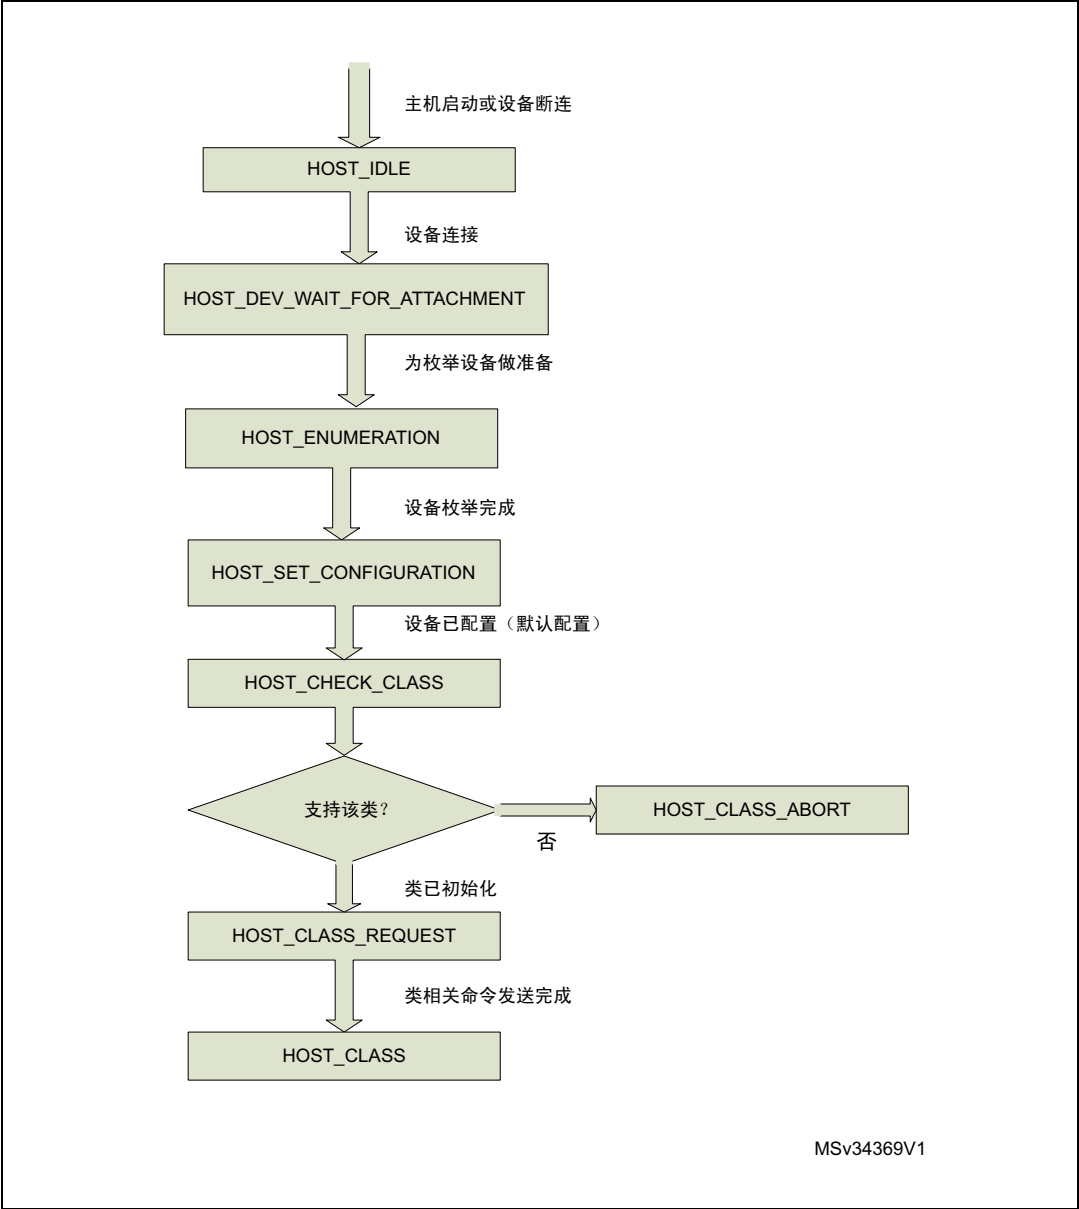 主机启动或设备断连
HOST_IDLE
设备连接
HOST_DEV_WAIT_FOR_ATTACHMENT
为枚举设备做准备
HOST_ENUMERATION
设备枚举完成
HOST_SET_CONFIGURATION
设备已配置（默认配置）
HOST_CHECK_CLASS
支持该类？
HOST_CLASS_ABORT
否
类已初始化
HOST_CLASS_REQUEST
类相关命令发送完成
HOST_CLASS
MSv34369V1